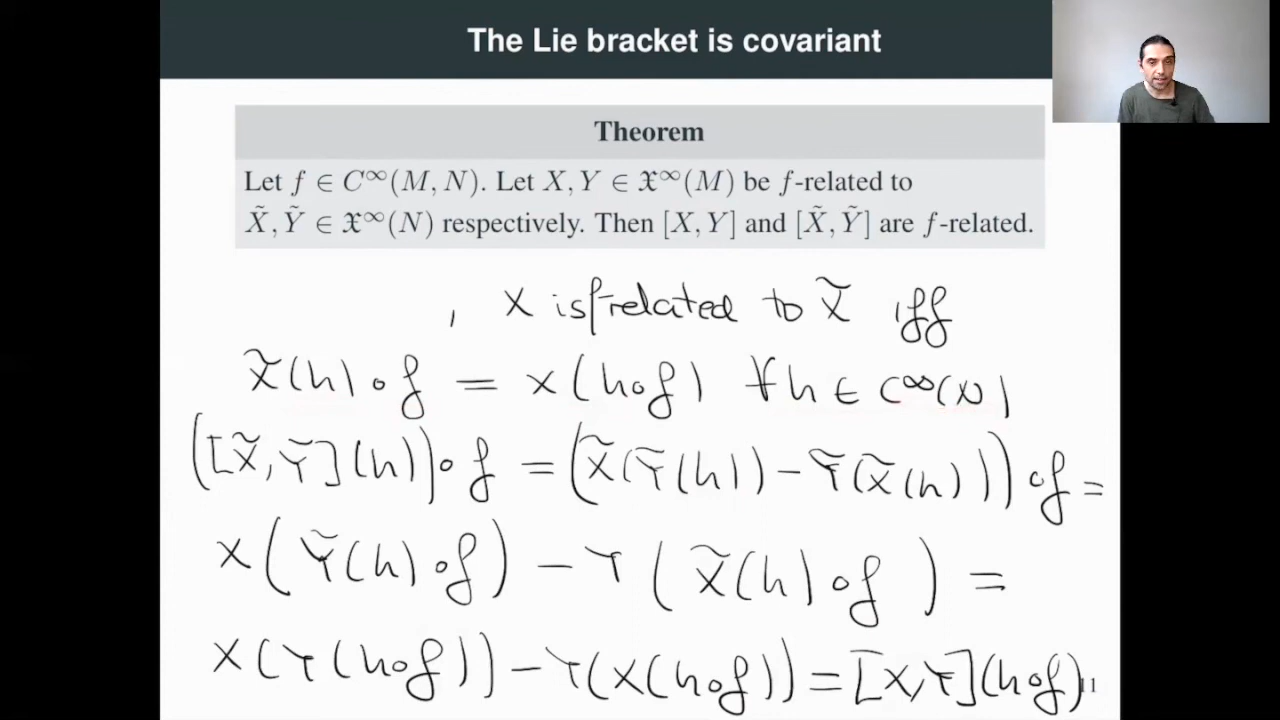 The Lie bracket is covariant
Theorem
Let f ∈ C^∞(M, N). Let X, Y ∈ 𝔛^∞(M) be f-related to
X̃, Ỹ ∈ 𝔛^∞(N) respectively. Then [X, Y] and [X̃, Ỹ] are f-related.
, X is f-related to X̃ iff
X̃(h)∘f = X(h∘f) ∀h ∈ C^∞(N)
([X̃,Ỹ](h))∘f = (X̃(Ỹ(h)) - Ỹ(X̃(h)))∘f =
X(Ỹ(h)∘f) - Y(X̃(h)∘f) =
X(Y(h∘f)) - Y(X(h∘f)) = [X,Y](h∘f)
11